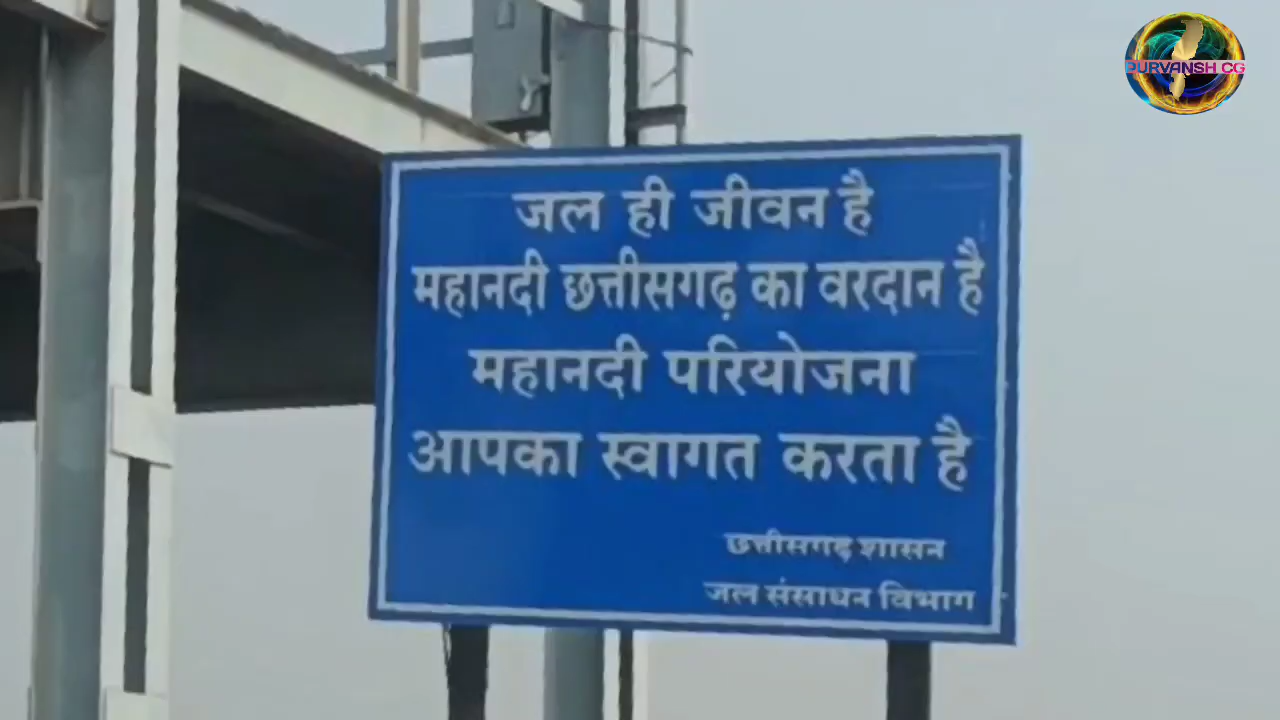 PURVANSH CG
जल ही जीवन है
महानदी छत्तीसगढ़ का वरदान है
महानदी परियोजना
आपका स्वागत करता है
छत्तीसगढ़ शासन
जल संसाधन विभाग